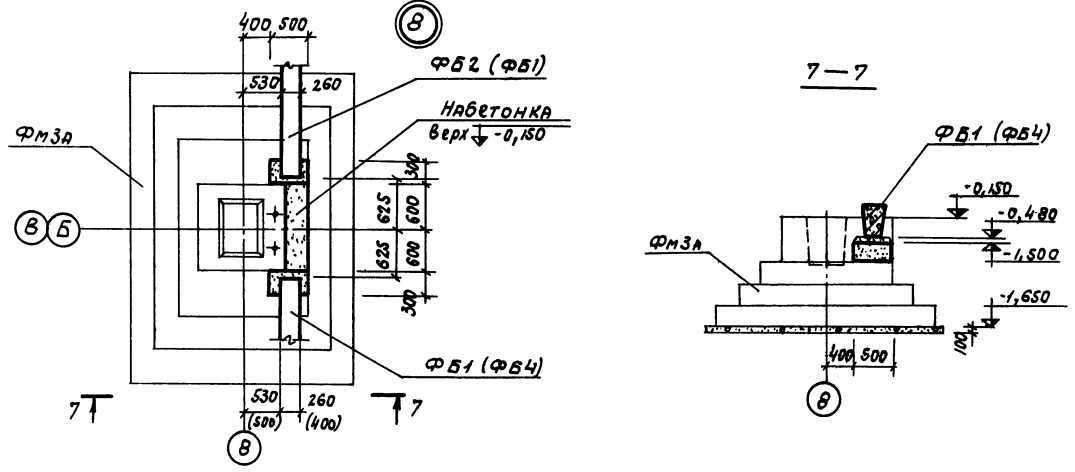 400 500
8
ФБ2 (ФБ1)
530 260
НАБЕТОНКА
верх -0,150
ФМ3А
300
625 600
В Б
625 600
300
ФБ1 (ФБ4)
530 260
(500) (400)
7 7
8
7—7
ФБ1 (ФБ4)
-0,150
-0,480
ФМ3А
-1,500
-1,650
100
400 500
8